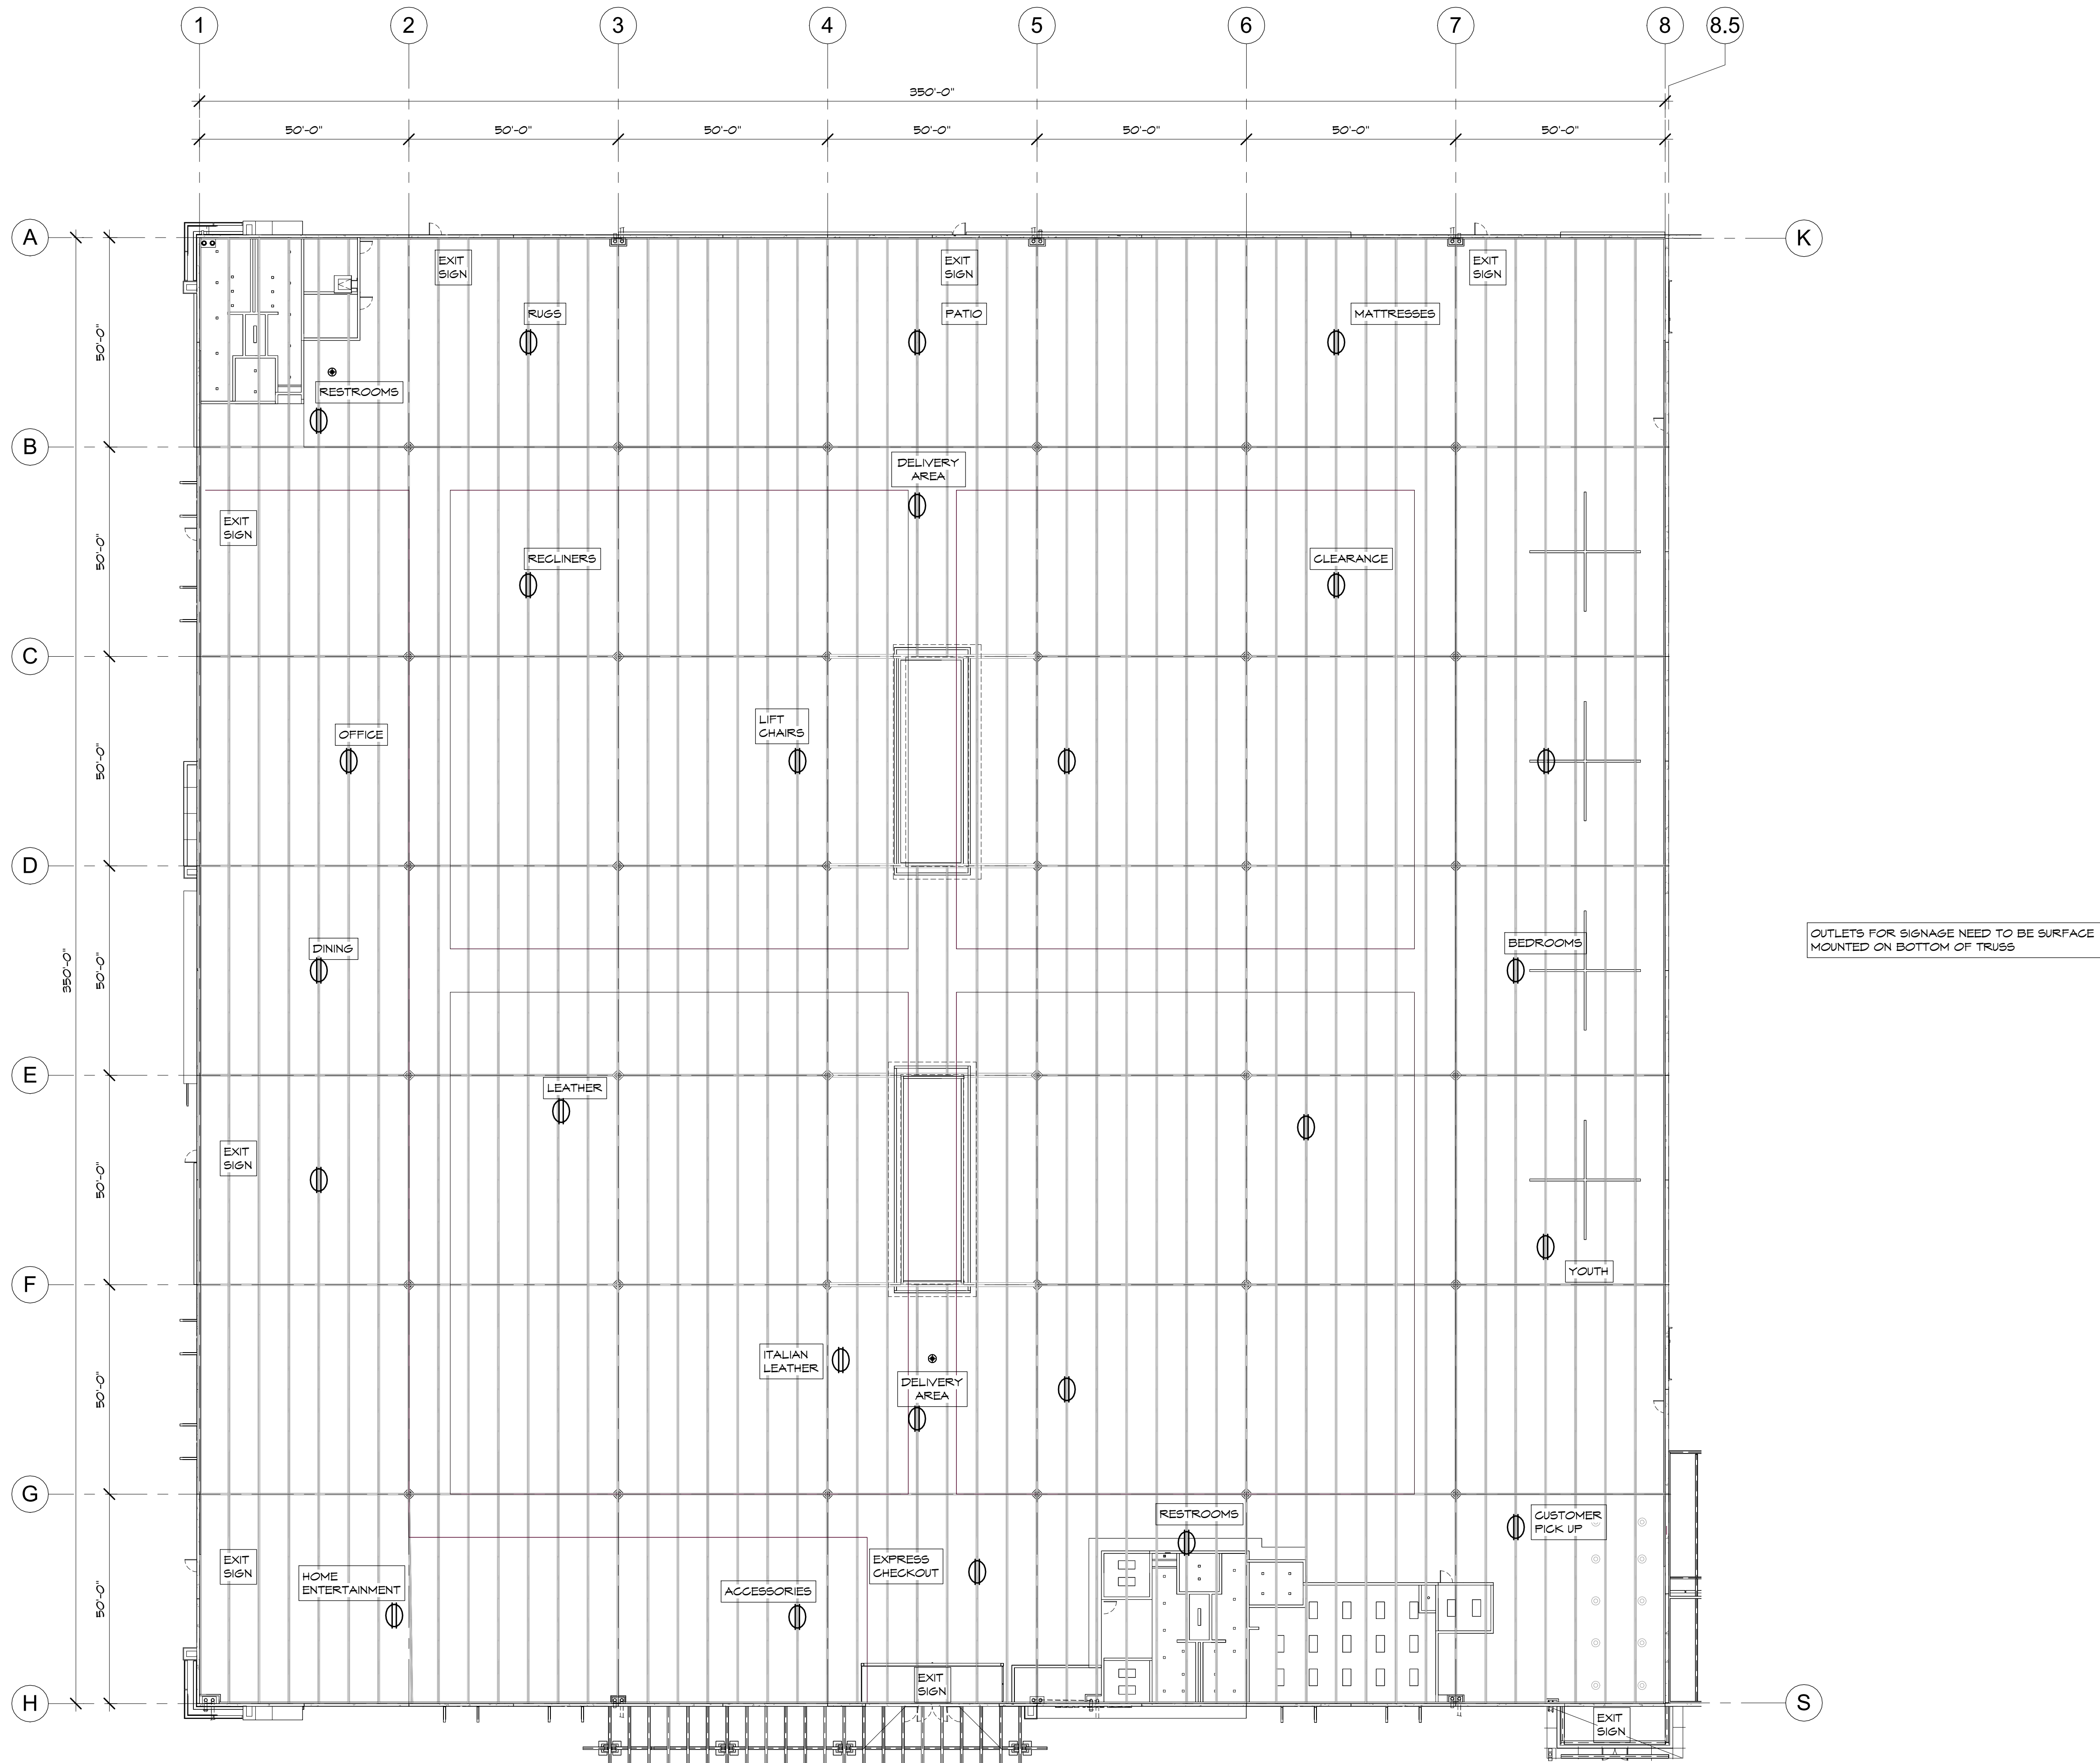 1
2
3
4
5
6
7
8
8.5
350'-0"
50'-0"
50'-0"
50'-0"
50'-0"
50'-0"
50'-0"
50'-0"
A
K
EXIT
SIGN
EXIT
SIGN
EXIT
SIGN
RUGS
PATIO
MATTRESSES
50'-0"
RESTROOMS
B
DELIVERY
AREA
EXIT
SIGN
50'-0"
RECLINERS
CLEARANCE
C
LIFT
CHAIRS
OFFICE
50'-0"
D
OUTLETS FOR SIGNAGE NEED TO BE SURFACE
MOUNTED ON BOTTOM OF TRUSS
DINING
BEDROOMS
350'-0"
50'-0"
E
LEATHER
EXIT
SIGN
50'-0"
YOUTH
F
ITALIAN
LEATHER
DELIVERY
AREA
50'-0"
G
RESTROOMS
CUSTOMER
PICK UP
EXIT
SIGN
EXPRESS
CHECKOUT
HOME
ENTERTAINMENT
ACCESSORIES
50'-0"
EXIT
SIGN
H
S
EXIT
SIGN